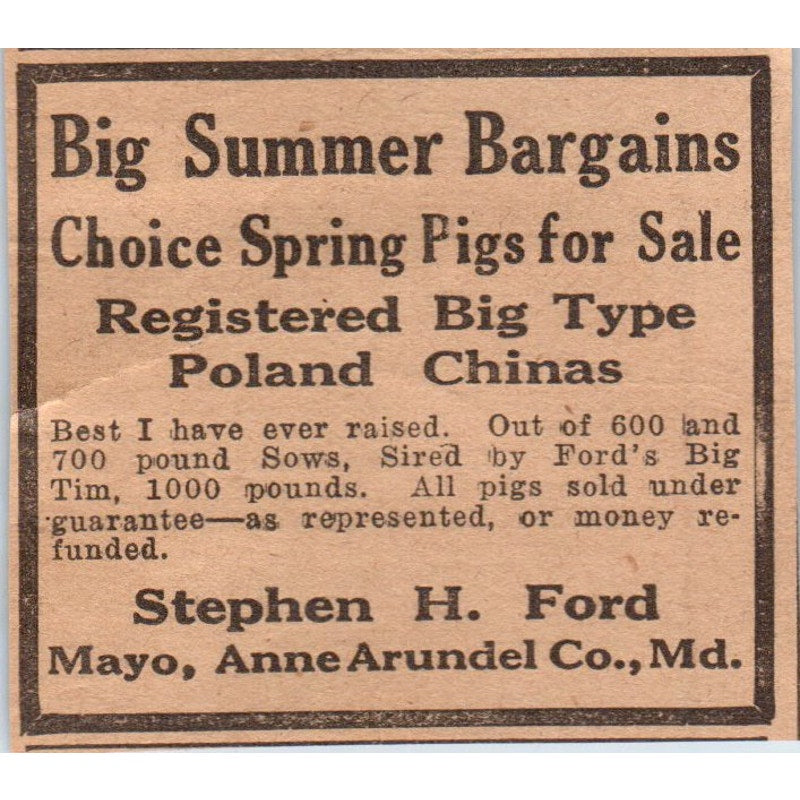 Big Summer Bargains
Choice Spring Pigs for Sale
Registered Big Type
Poland Chinas
Best I have ever raised. Out of 600 and
700 pound Sows, Sired by Ford's Big
Tim, 1000 pounds. All pigs sold under
guarantee—as represented, or money re-
funded.
Stephen H. Ford
Mayo, Anne Arundel Co., Md.